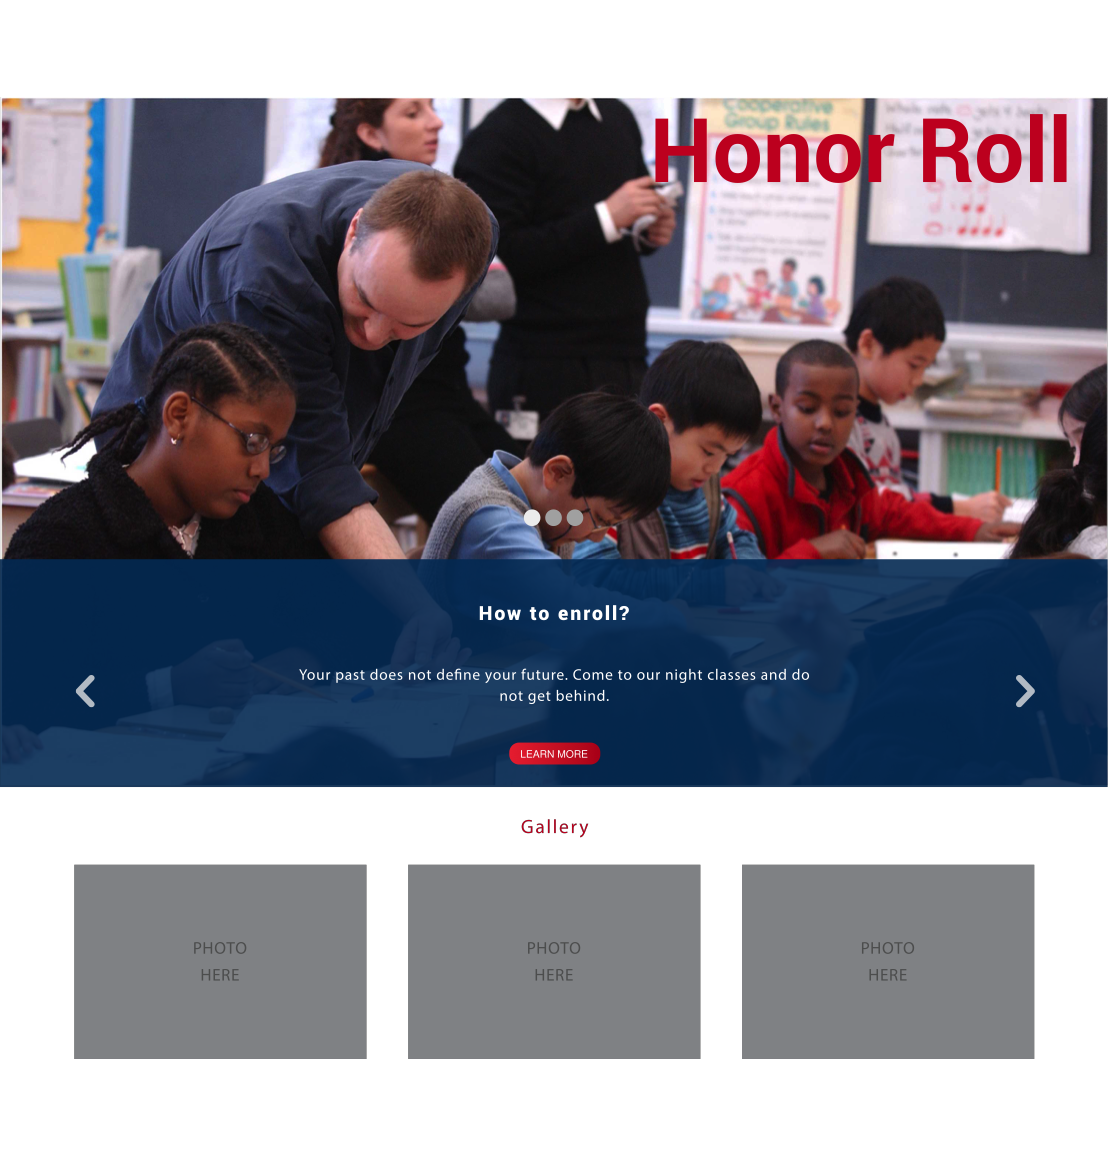 Cooperative
Group Rules
Honor Roll
How to enroll?
Your past does not define your future. Come to our night classes and do
not get behind.
LEARN MORE
Gallery
PHOTO
HERE
PHOTO
HERE
PHOTO
HERE